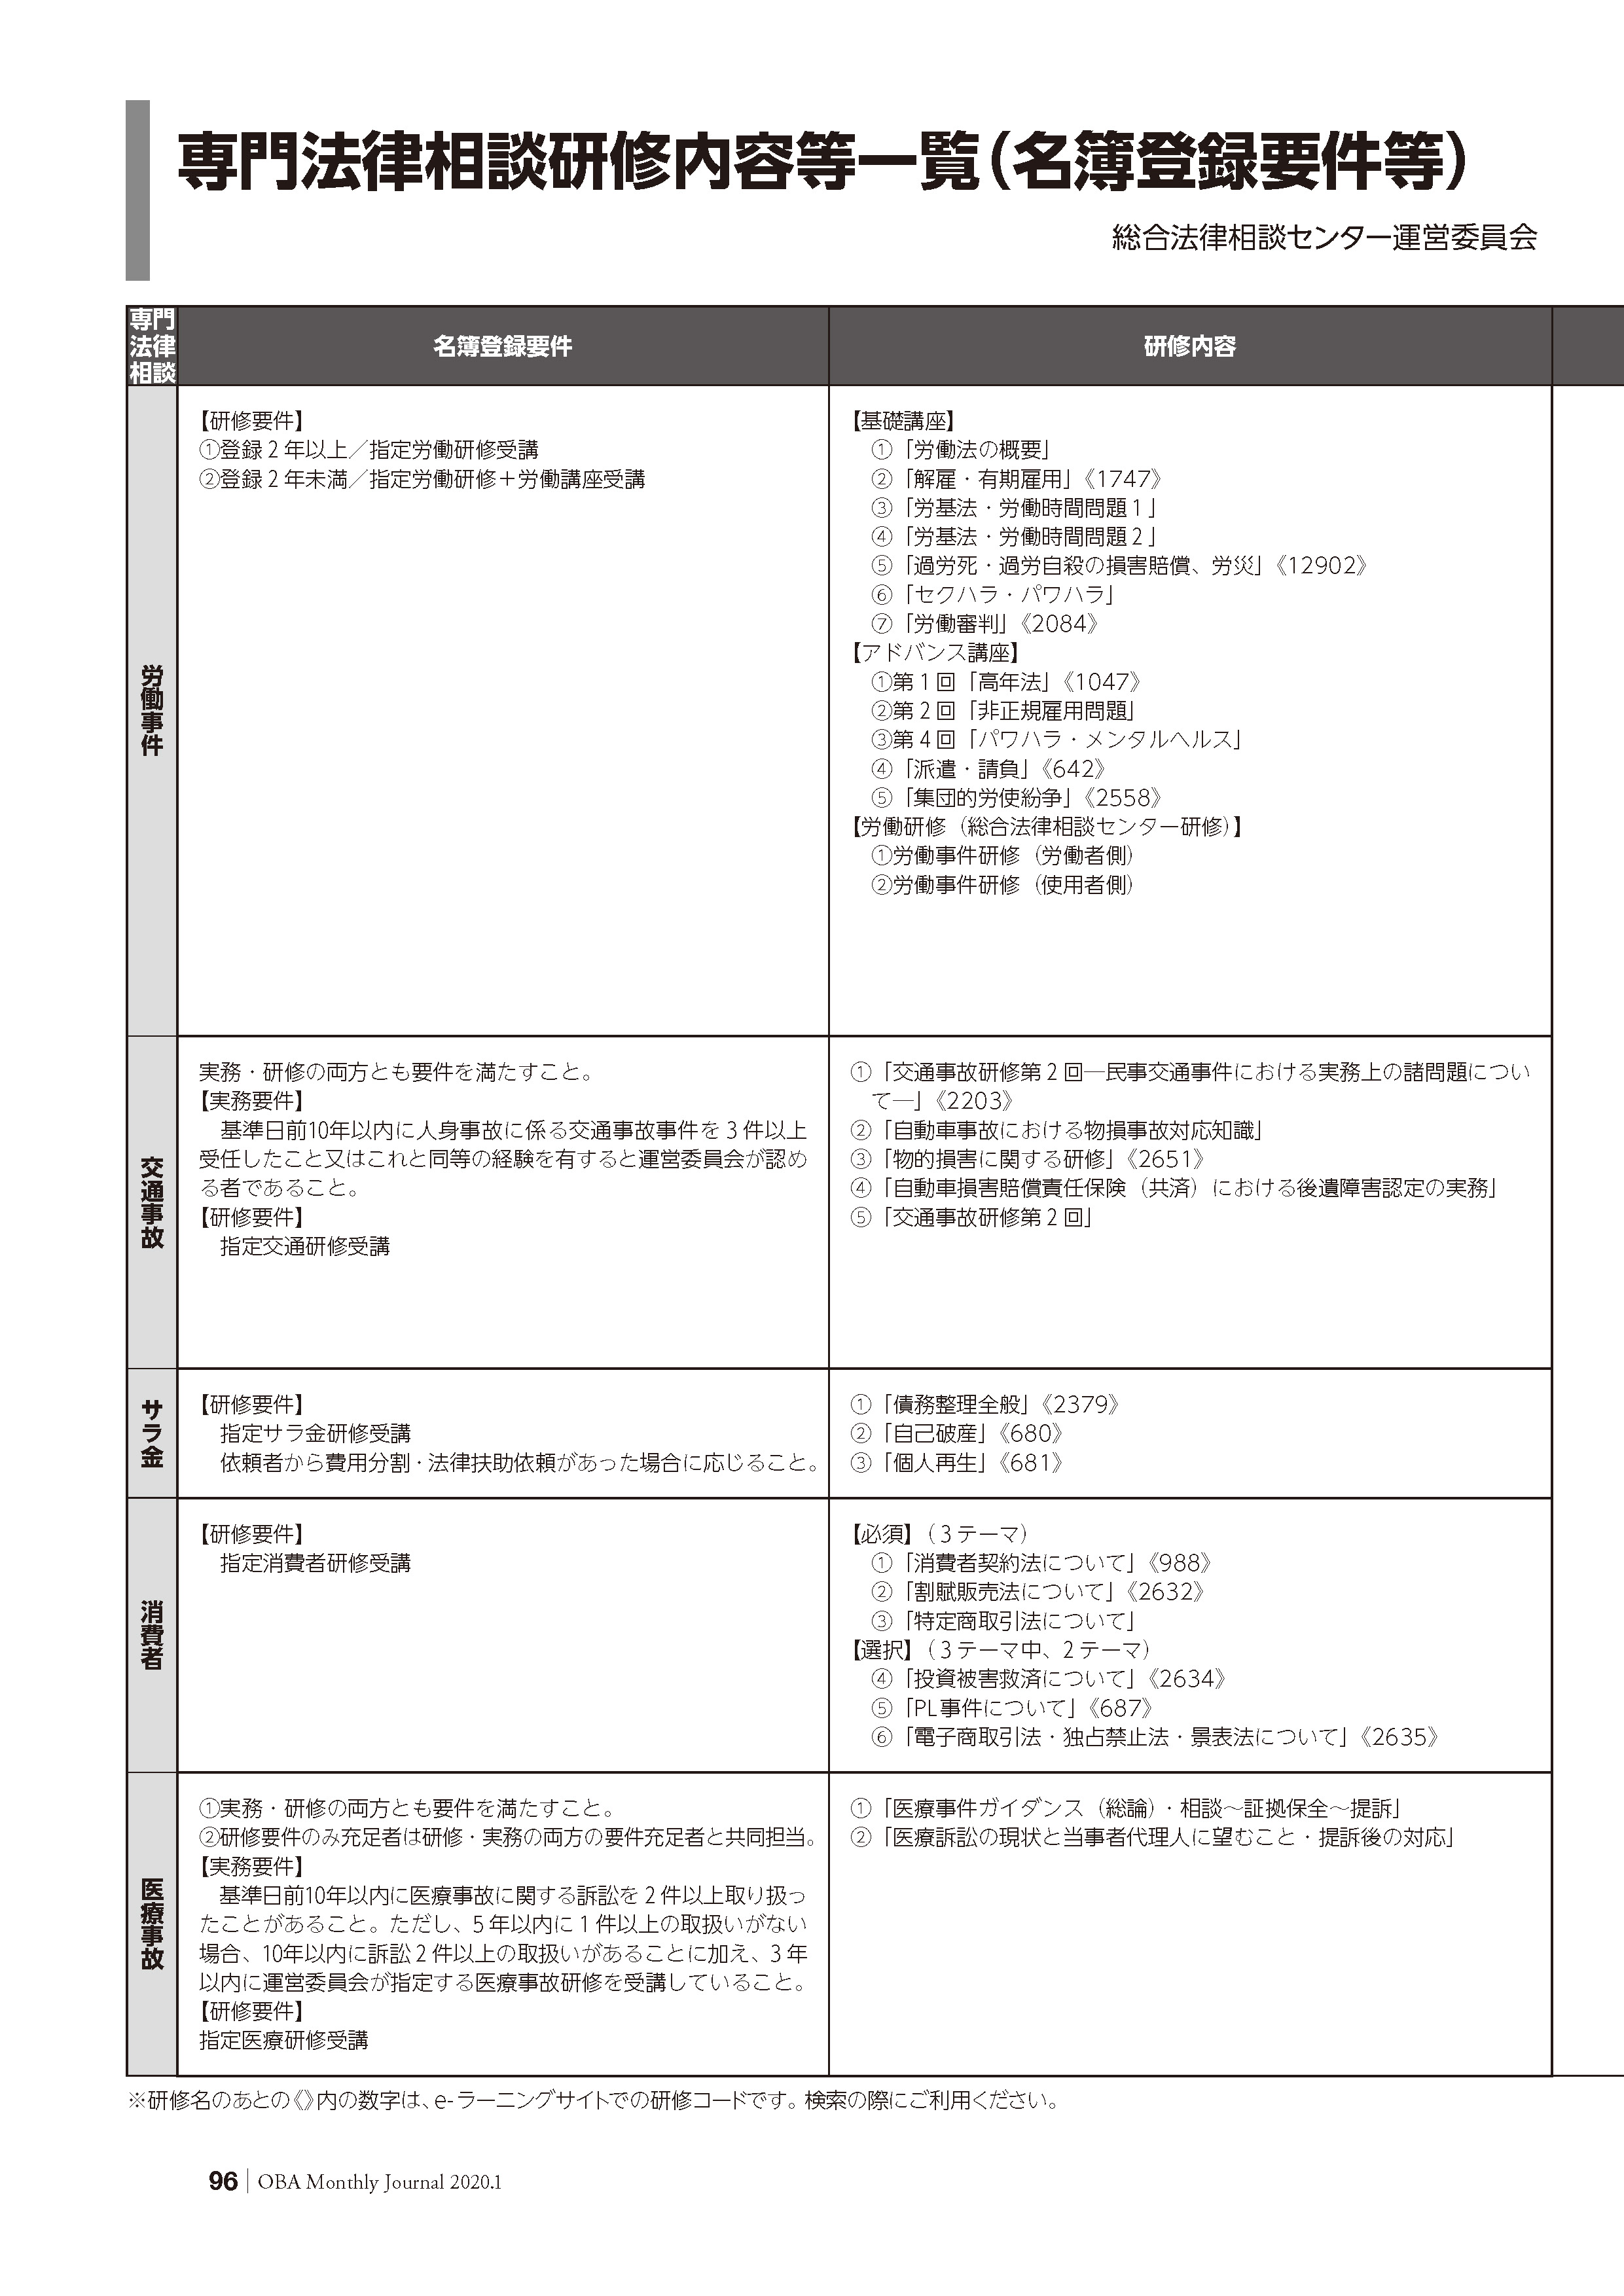 専門法律相談研修内容等一覧（名簿登録要件等）
総合法律相談センター運営委員会
専門
法律
相談
名簿登録要件
研修内容
労働事件
【研修要件】
①登録２年以上／指定労働研修受講
②登録２年未満／指定労働研修＋労働講座受講
【基礎講座】
①「労働法の概要」
②「解雇・有期雇用」《1747》
③「労基法・労働時間問題１」
④「労基法・労働時間問題２」
⑤「過労死・過労自殺の損害賠償、労災」《12902》
⑥「セクハラ・パワハラ」
⑦「労働審判」《2084》
【アドバンス講座】
①第１回「高年法」《1047》
②第２回「非正規雇用問題」
③第４回「パワハラ・メンタルヘルス」
④「派遣・請負」《642》
⑤「集団的労使紛争」《2558》
【労働研修（総合法律相談センター研修）】
①労働事件研修（労働者側）
②労働事件研修（使用者側）
交通事故
実務・研修の両方とも要件を満たすこと。
【実務要件】
基準日前10年以内に人身事故に係る交通事故事件を３件以上
受任したこと又はこれと同等の経験を有すると運営委員会が認め
る者であること。
【研修要件】
指定交通研修受講
①「交通事故研修第２回―民事交通事件における実務上の諸問題につい
て―」《2203》
②「自動車事故における物損事故対応知識」
③「物的損害に関する研修」《2651》
④「自動車損害賠償責任保険（共済）における後遺障害認定の実務」
⑤「交通事故研修第２回」
サラ金
【研修要件】
指定サラ金研修受講
依頼者から費用分割・法律扶助依頼があった場合に応じること。
①「債務整理全般」《2379》
②「自己破産」《680》
③「個人再生」《681》
消費者
【研修要件】
指定消費者研修受講
【必須】（３テーマ）
①「消費者契約法について」《988》
②「割賦販売法について」《2632》
③「特定商取引法について」
【選択】（３テーマ中、２テーマ）
④「投資被害救済について」《2634》
⑤「PL事件について」《687》
⑥「電子商取引法・独占禁止法・景表法について」《2635》
医療事故
①実務・研修の両方とも要件を満たすこと。
②研修要件のみ充足者は研修・実務の両方の要件充足者と共同担当。
【実務要件】
基準日前10年以内に医療事故に関する訴訟を２件以上取り扱っ
たことがあること。ただし、５年以内に１件以上の取扱いがない
場合、10年以内に訴訟２件以上の取扱いがあることに加え、３年
以内に運営委員会が指定する医療事故研修を受講していること。
【研修要件】
指定医療研修受講
①「医療事件ガイダンス（総論）・相談～証拠保全～提訴」
②「医療訴訟の現状と当事者代理人に望むこと・提訴後の対応」
※研修名のあとの《》内の数字は、e-ラーニングサイトでの研修コードです。検索の際にご利用ください。
96 OBA Monthly Journal 2020.1